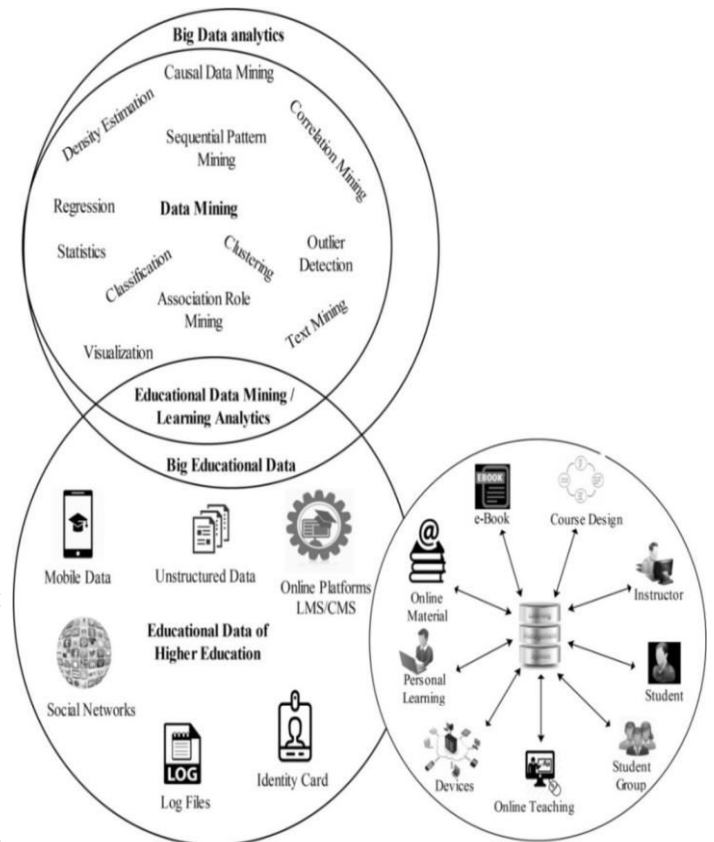 Big Data analytics
Causal Data Mining
Density Estimation
Correlation Mining
Sequential Pattern
Mining
Regression
Data Mining
Statistics
Classification
Clustering
Outlier
Detection
Association Role
Mining
Text Mining
Visualization
Educational Data Mining /
Learning Analytics
Big Educational Data
Mobile Data
Unstructured Data
Online Platforms
LMS/CMS
Educational Data of
Higher Education
Social Networks
LOG
Log Files
Identity Card
EBOOK
e-Book
Course Design
@
Online
Material
Instructor
Personal
Learning
Student
Devices
Online Teaching
Student
Group